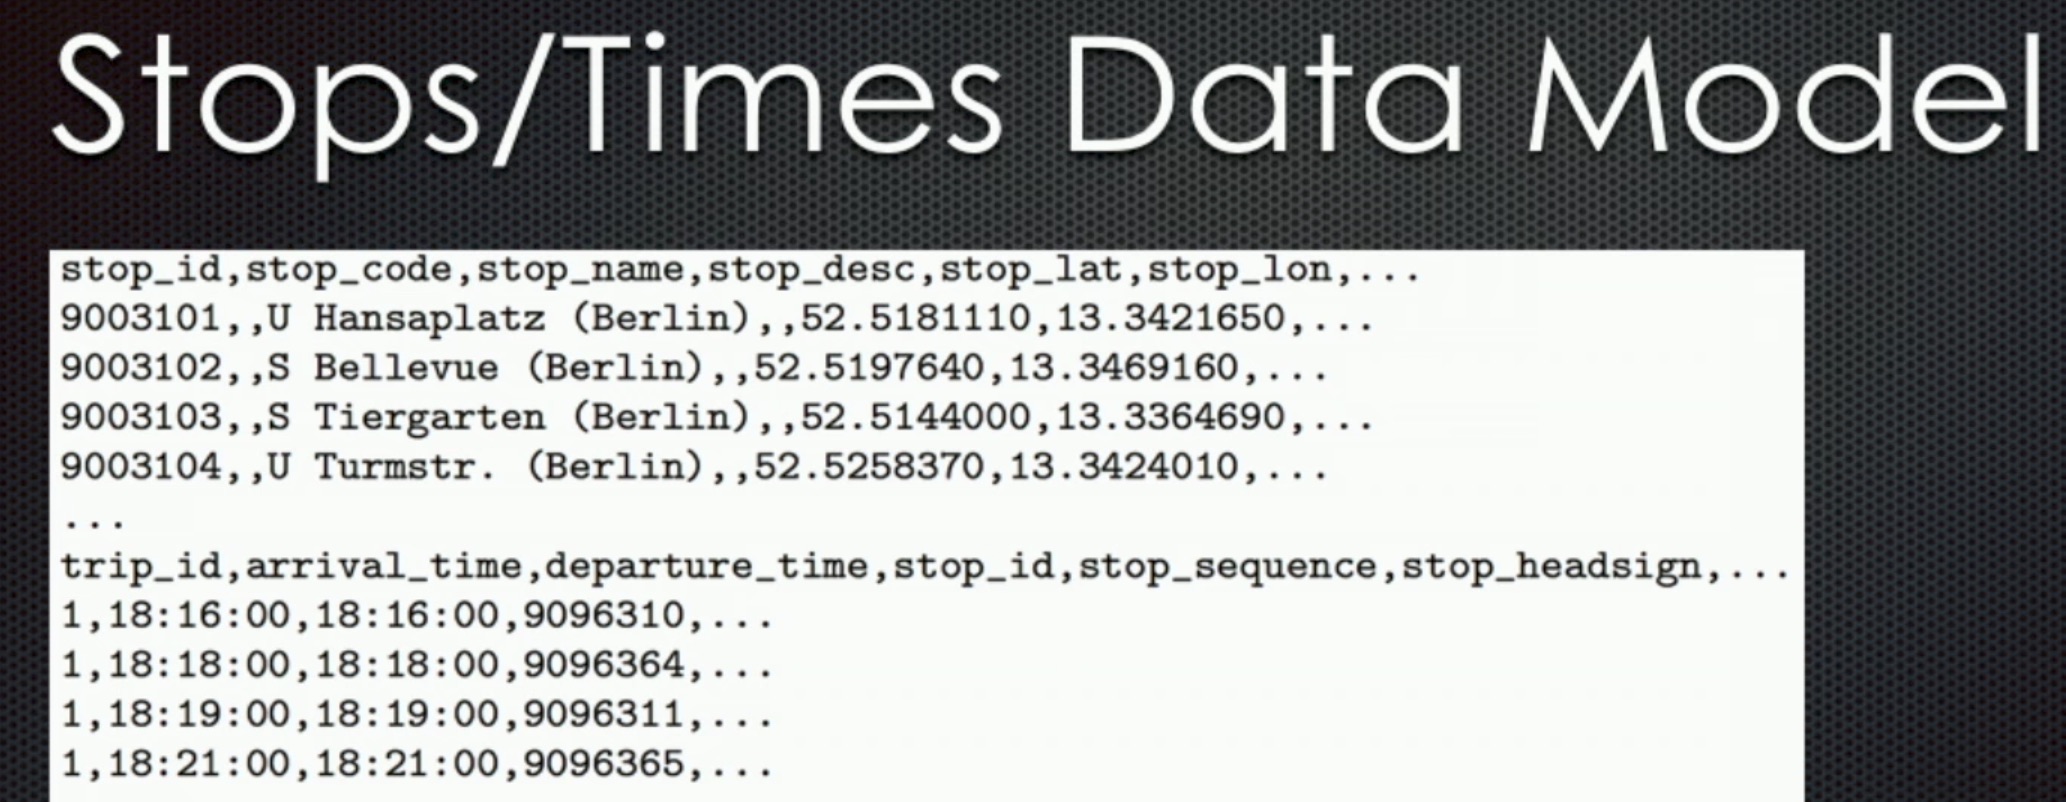 Stops/Times Data Model
stop_id,stop_code,stop_name,stop_desc,stop_lat,stop_lon,...
9003101,,U Hansaplatz (Berlin),,52.5181110,13.3421650,...
9003102,,S Bellevue (Berlin),,52.5197640,13.3469160,...
9003103,,S Tiergarten (Berlin),,52.5144000,13.3364690,...
9003104,,U Turmstr. (Berlin),,52.5258370,13.3424010,...
...
trip_id,arrival_time,departure_time,stop_id,stop_sequence,stop_headsign,...
1,18:16:00,18:16:00,9096310,...
1,18:18:00,18:18:00,9096364,...
1,18:19:00,18:19:00,9096311,...
1,18:21:00,18:21:00,9096365,...